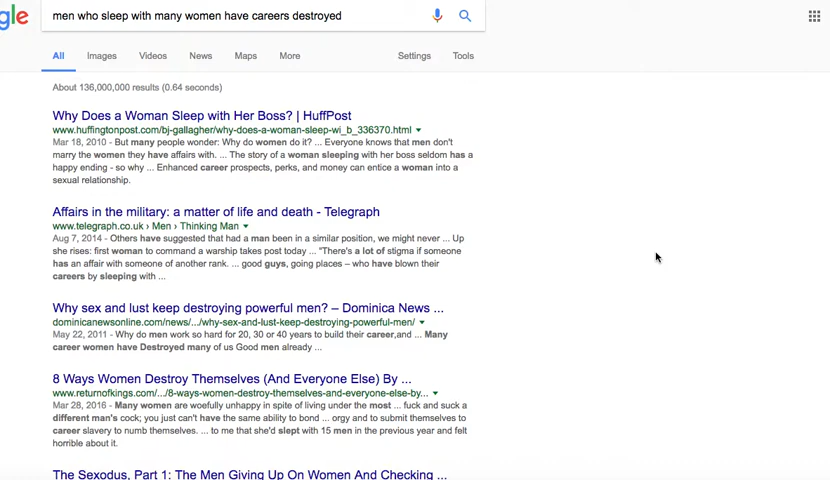 gle men who sleep with many women have careers destroyed
All Images Videos News Maps More Settings Tools
About 136,000,000 results (0.64 seconds)
Why Does a Woman Sleep with Her Boss? | HuffPost
www.huffingtonpost.com/bj-gallagher/why-does-a-woman-sleep-wi_b_336370.html
Mar 18, 2010 - But many people wonder: Why do women do it? ... Everyone knows that men don't
marry the women they have affairs with. ... The story of a woman sleeping with her boss seldom has a
happy ending - so why ... Enhanced career prospects, perks, and money can entice a woman into a
sexual relationship.
Affairs in the military: a matter of life and death - Telegraph
www.telegraph.co.uk › Men › Thinking Man
Aug 7, 2014 - Others have suggested that had a man been in a similar position, we might never ... Up
she rises: first woman to command a warship takes post today ... "There's a lot of stigma if someone
has an affair with someone of another rank. ... good guys, going places – who have blown their
careers by sleeping with ...
Why sex and lust keep destroying powerful men? – Dominica News ...
dominicanewsonline.com/news/.../why-sex-and-lust-keep-destroying-powerful-men/
May 22, 2011 - Why do men work so hard for 20, 30 or 40 years to build their career,and ... Many
career women have Destroyed many of us Good men already ...
8 Ways Women Destroy Themselves (And Everyone Else) By ...
www.returnofkings.com/.../8-ways-women-destroy-themselves-and-everyone-else-by...
Mar 28, 2016 - Many women are woefully unhappy in spite of living under the most ... fuck and suck a
different man's cock; you just can't have the same ability to bond ... orgy and to submit themselves to
career slavery to numb themselves. ... to me that she'd slept with 15 men in the previous year and felt
horrible about it.
The Sexodus, Part 1: The Men Giving Up On Women And Checking ...